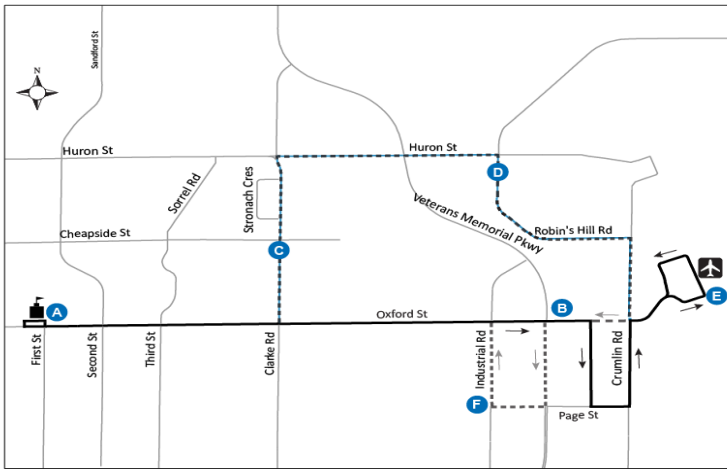 Sandford St
N
Huron St
Huron St
D
Sorrel Rd
Stronach Cres
Veterans Memorial Pkwy
Cheapside St
C
Robin's Hill Rd
A
B
E
Oxford St
First St
Second St
Third St
Clarke Rd
Industrial Rd
Crumlin Rd
F
Page St